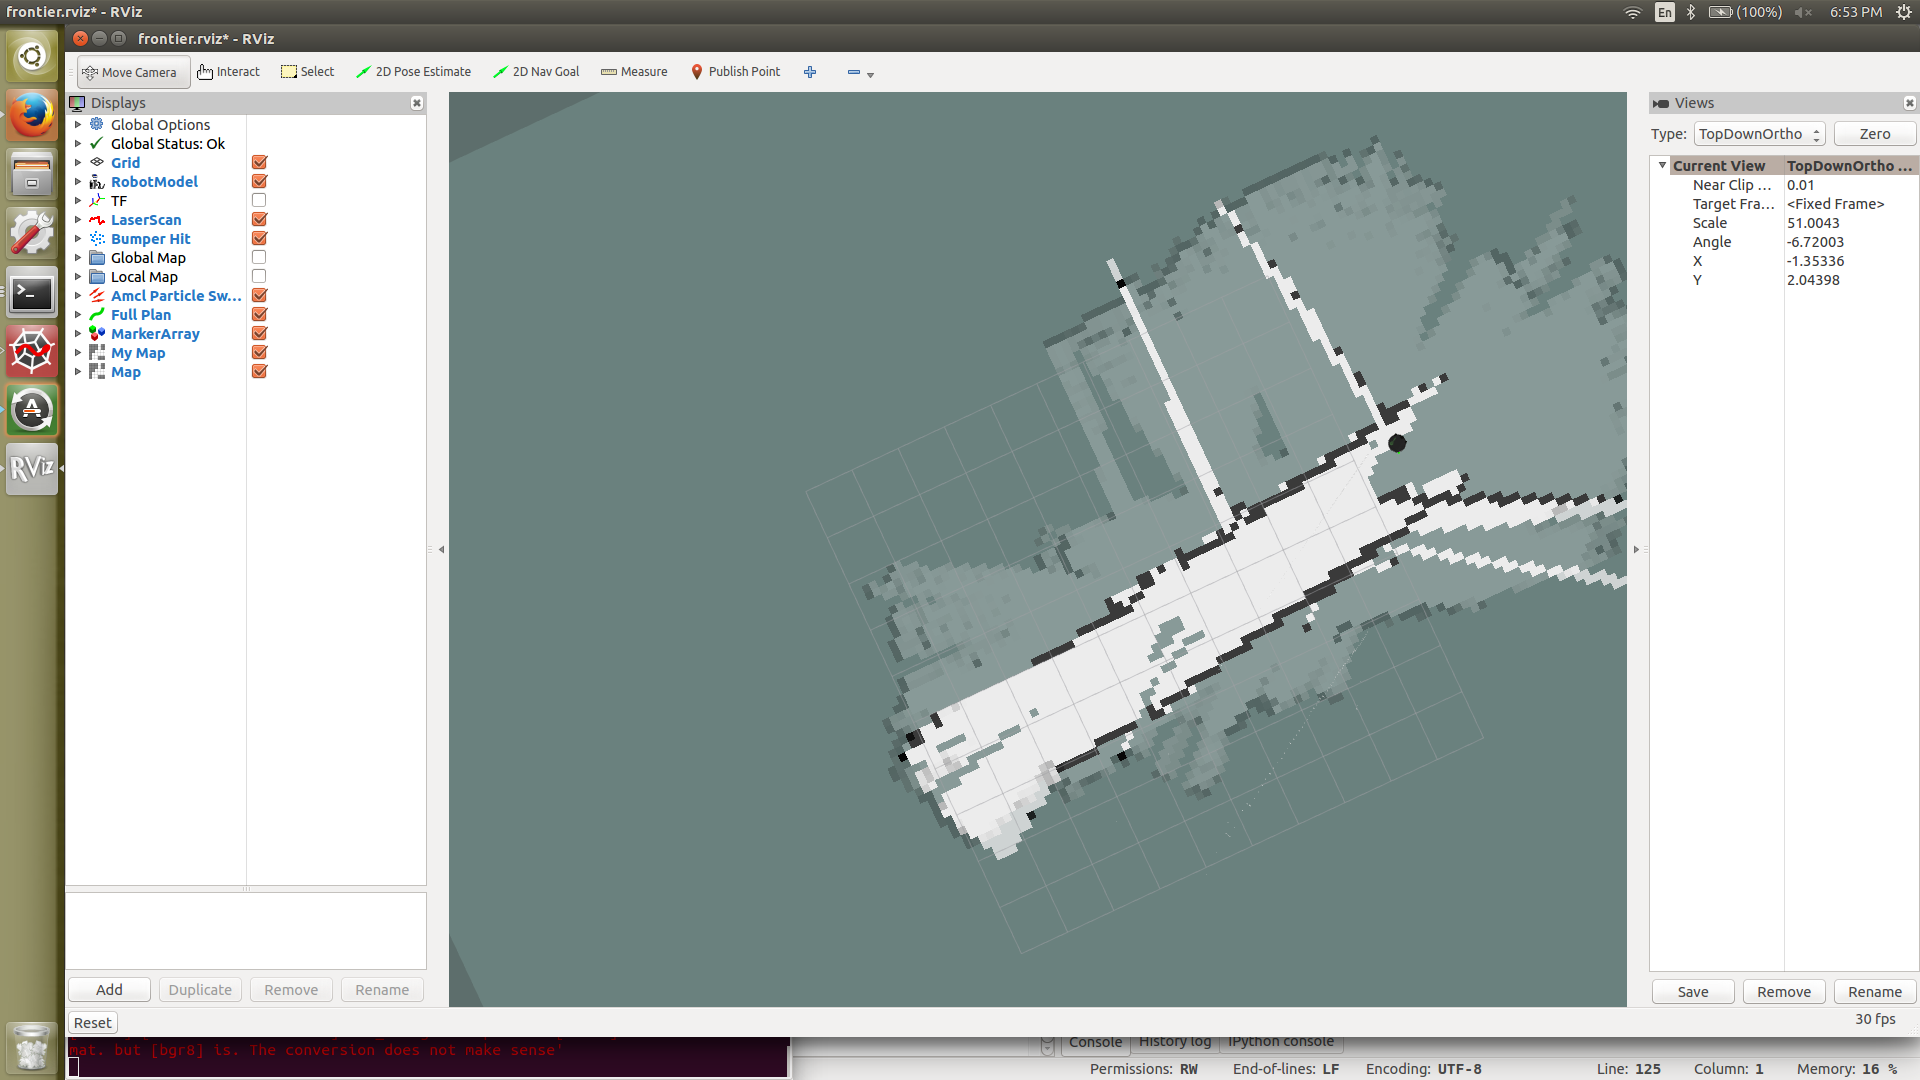 frontier.rviz* - RViz
En
(100%)
6:53 PM
frontier.rviz* - RViz
Move Camera
Interact
Select
2D Pose Estimate
2D Nav Goal
Measure
Publish Point
Displays
Global Options
Global Status: Ok
Grid
RobotModel
TF
LaserScan
Bumper Hit
Global Map
Local Map
Amcl Particle Sw...
Full Plan
MarkerArray
My Map
Map
Add
Duplicate
Remove
Rename
Reset
Views
Type:
TopDownOrtho
Zero
Current View TopDownOrtho ...
Near Clip ... 0.01
Target Fra... <Fixed Frame>
Scale 51.0043
Angle -6.72003
X -1.35336
Y 2.04398
Save
Remove
Rename
30 fps
RViz
mat. but [bgr8] is. The conversion does not make sense'
Console
History log
IPython console
Permissions: RW
End-of-lines: LF
Encoding: UTF-8
Line: 125
Column: 1
Memory: 16 %